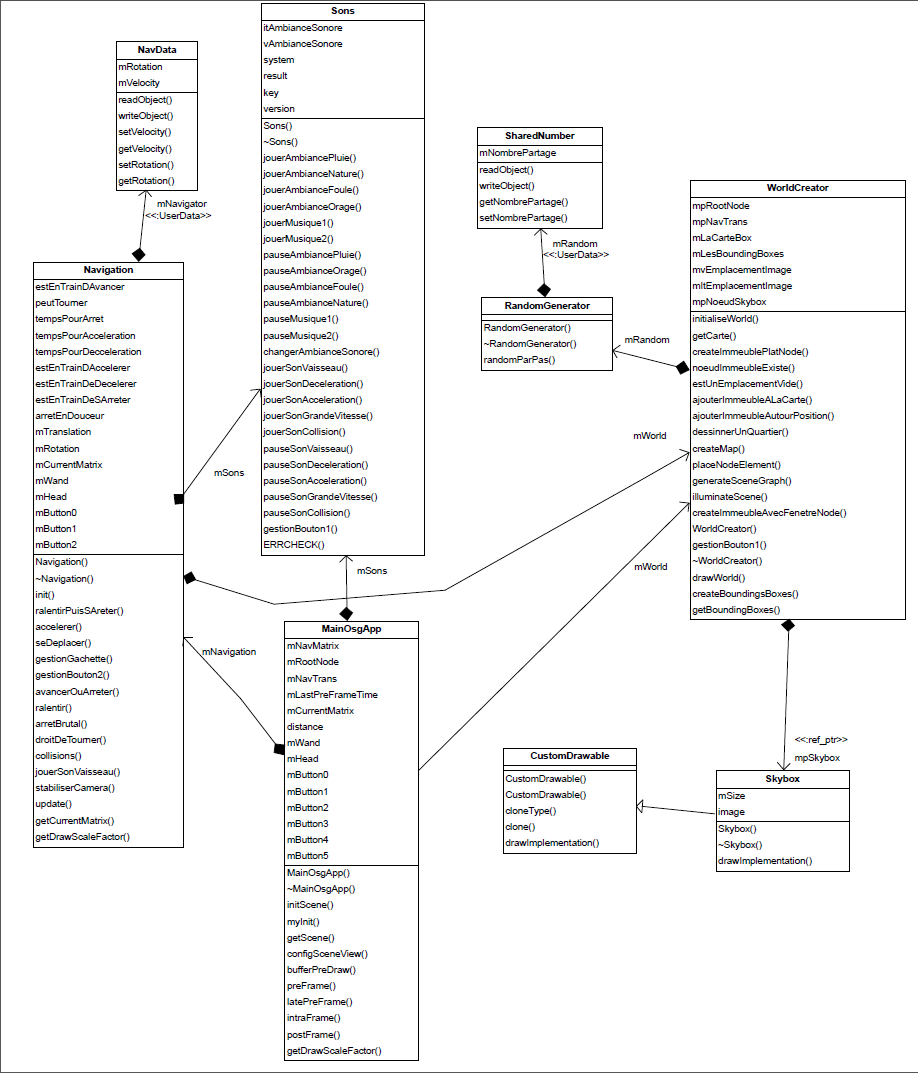 Sons
itAmbianceSonore
vAmbianceSonore
system
result
key
version
Sons()
~Sons()
jouerAmbiancePluie()
jouerAmbianceNature()
jouerAmbianceFoule()
jouerAmbianceOrage()
jouerMusique1()
jouerMusique2()
pauseAmbiancePluie()
pauseAmbianceOrage()
pauseAmbianceFoule()
pauseAmbianceNature()
pauseMusique1()
pauseMusique2()
changerAmbianceSonore()
jouerSonVaisseau()
jouerSonDeceleration()
jouerSonAcceleration()
jouerSonGrandeVitesse()
jouerSonCollision()
pauseSonVaisseau()
pauseSonDeceleration()
pauseSonAcceleration()
pauseSonGrandeVitesse()
pauseSonCollision()
gestionBouton1()
ERRCHECK()
NavData
mRotation
mVelocity
readObject()
writeObject()
setVelocity()
getVelocity()
setRotation()
getRotation()
mNavigator
<<:UserData>>
Navigation
estEnTrainDAvancer
peutTourner
tempsPourArret
tempsPourAcceleration
tempsPourDecceleration
estEnTrainDAccelerer
estEnTrainDeDecelerer
estEnTrainDeSArreter
arretEnDouceur
mTranslation
mRotation
mCurrentMatrix
mWand
mHead
mButton0
mButton1
mButton2
Navigation()
~Navigation()
init()
ralentirPuisSAreter()
accelerer()
seDeplacer()
gestionGachette()
gestionBouton2()
avancerOuArreter()
ralentir()
arretBrutal()
droitDeTourner()
collisions()
jouerSonVaisseau()
stabiliserCamera()
update()
getCurrentMatrix()
getDrawScaleFactor()
mSons
mSons
mNavigation
MainOsgApp
mNavMatrix
mRootNode
mNavTrans
mLastPreFrameTime
mCurrentMatrix
distance
mWand
mHead
mButton0
mButton1
mButton2
mButton3
mButton4
mButton5
MainOsgApp()
~MainOsgApp()
initScene()
myInit()
getScene()
configSceneView()
bufferPreDraw()
preFrame()
latePreFrame()
intraFrame()
postFrame()
getDrawScaleFactor()
SharedNumber
mNombrePartage
readObject()
writeObject()
getNombrePartage()
setNombrePartage()
mRandom
<<:UserData>>
RandomGenerator
RandomGenerator()
~RandomGenerator()
randomParPas()
mRandom
mWorld
mWorld
WorldCreator
mpRootNode
mpNavTrans
mLaCarteBox
mLesBoundingBoxes
mvEmplacementImage
mItEmplacementImage
mpNoeudSkybox
initialiseWorld()
getCarte()
createImmeublePlatNode()
noeudImmeubleExiste()
estUnEmplacementVide()
ajouterImmeubleALaCarte()
ajouterImmeubleAutourPosition()
dessinnerUnQuartier()
createMap()
placeNodeElement()
generateSceneGraph()
illuminateScene()
createImmeubleAvecFenetreNode()
WorldCreator()
gestionBouton1()
~WorldCreator()
drawWorld()
createBoundingsBoxes()
getBoundingBoxes()
<<:ref_ptr>>
mpSkybox
CustomDrawable
CustomDrawable()
CustomDrawable()
cloneType()
clone()
drawImplementation()
Skybox
mSize
image
Skybox()
~Skybox()
drawImplementation()